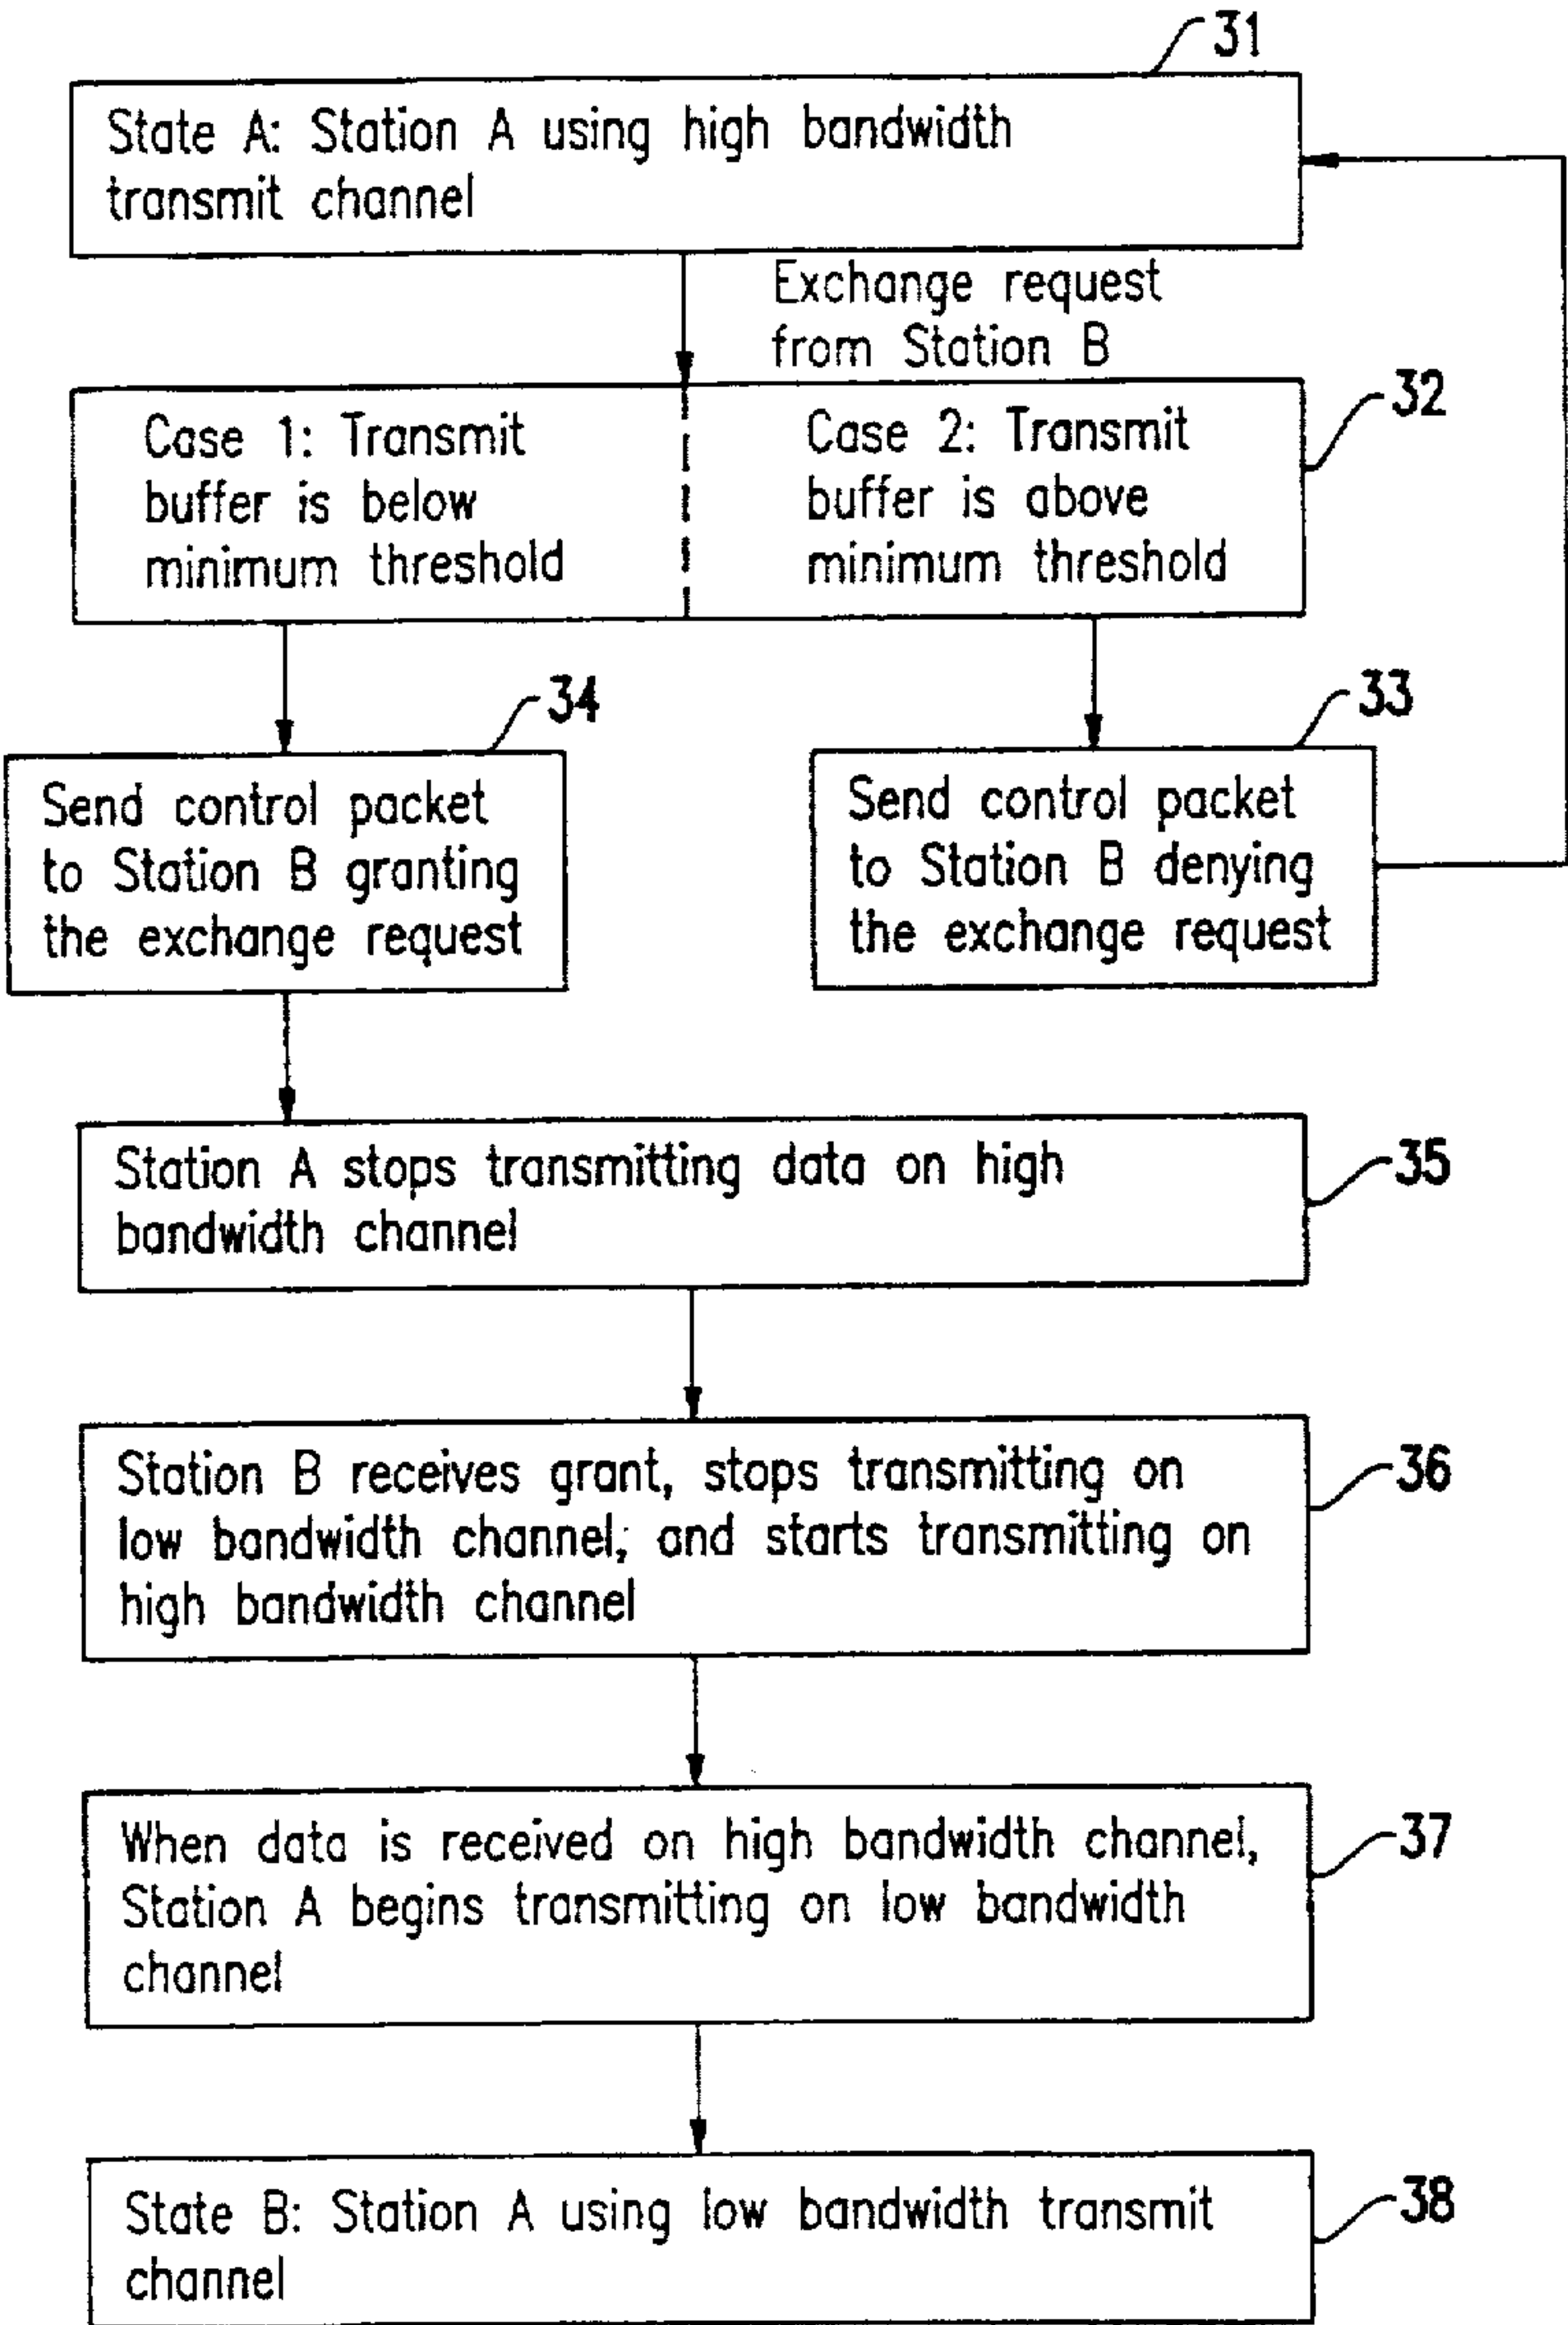 31
State A: Station A using high bandwidth
transmit channel
Exchange request
from Station B
32
Case 1: Transmit
buffer is below
minimum threshold
Case 2: Transmit
buffer is above
minimum threshold
34
Send control packet
to Station B granting
the exchange request
33
Send control packet
to Station B denying
the exchange request
Station A stops transmitting data on high
bandwidth channel
35
Station B receives grant, stops transmitting on
low bandwidth channel, and starts transmitting on
high bandwidth channel
36
When data is received on high bandwidth channel,
Station A begins transmitting on low bandwidth
channel
37
State B: Station A using low bandwidth transmit
channel
38